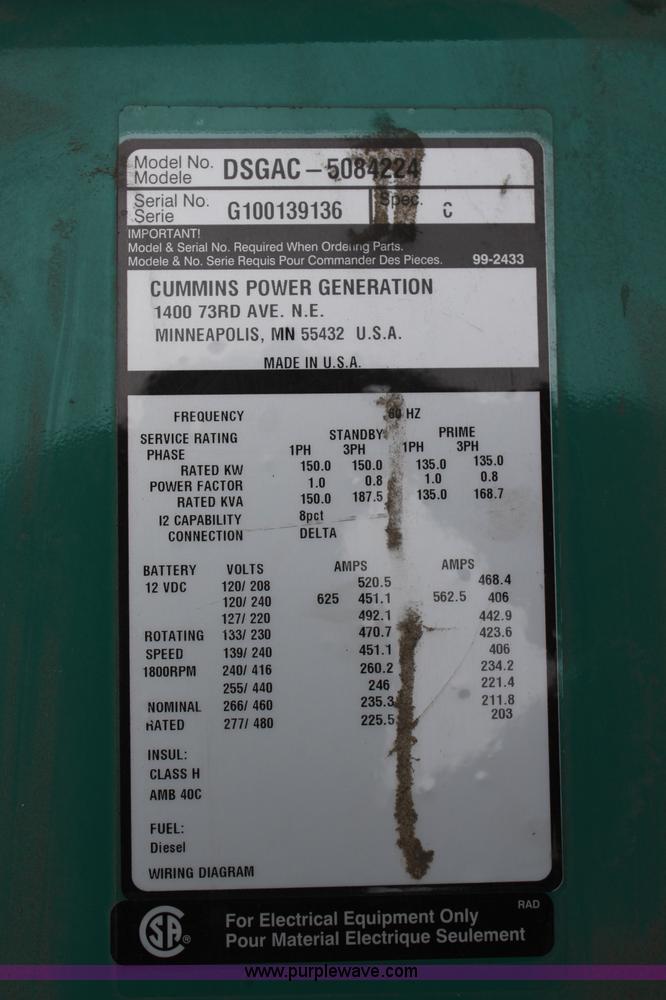 Model No. DSGAC-5084224
Modele
Serial No. G100139136 Spec. C
Serie
IMPORTANT!
Model & Serial No. Required When Ordering Parts.
Modele & No. Serie Requis Pour Commander Des Pieces. 99-2433
CUMMINS POWER GENERATION
1400 73RD AVE. N.E.
MINNEAPOLIS, MN 55432 U.S.A.
MADE IN U.S.A.
FREQUENCY 60 HZ
SERVICE RATING STANDBY PRIME
PHASE 1PH 3PH 1PH 3PH
RATED KW 150.0 150.0 135.0 135.0
POWER FACTOR 1.0 0.8 1.0 0.8
RATED KVA 150.0 187.5 135.0 168.7
I2 CAPABILITY 8pct
CONNECTION DELTA
BATTERY VOLTS AMPS AMPS
12 VDC 120/ 208 520.5 468.4
120/ 240 625 451.1 562.5 406
127/ 220 492.1 442.9
ROTATING 133/ 230 470.7 423.6
SPEED 139/ 240 451.1 406
1800RPM 240/ 416 260.2 234.2
255/ 440 246 221.4
NOMINAL 266/ 460 235.3 211.8
RATED 277/ 480 225.5 203
INSUL:
CLASS H
AMB 40C
FUEL:
Diesel
WIRING DIAGRAM
RAD
SA ® For Electrical Equipment Only
Pour Material Electrique Seulement
www.purplewave.com